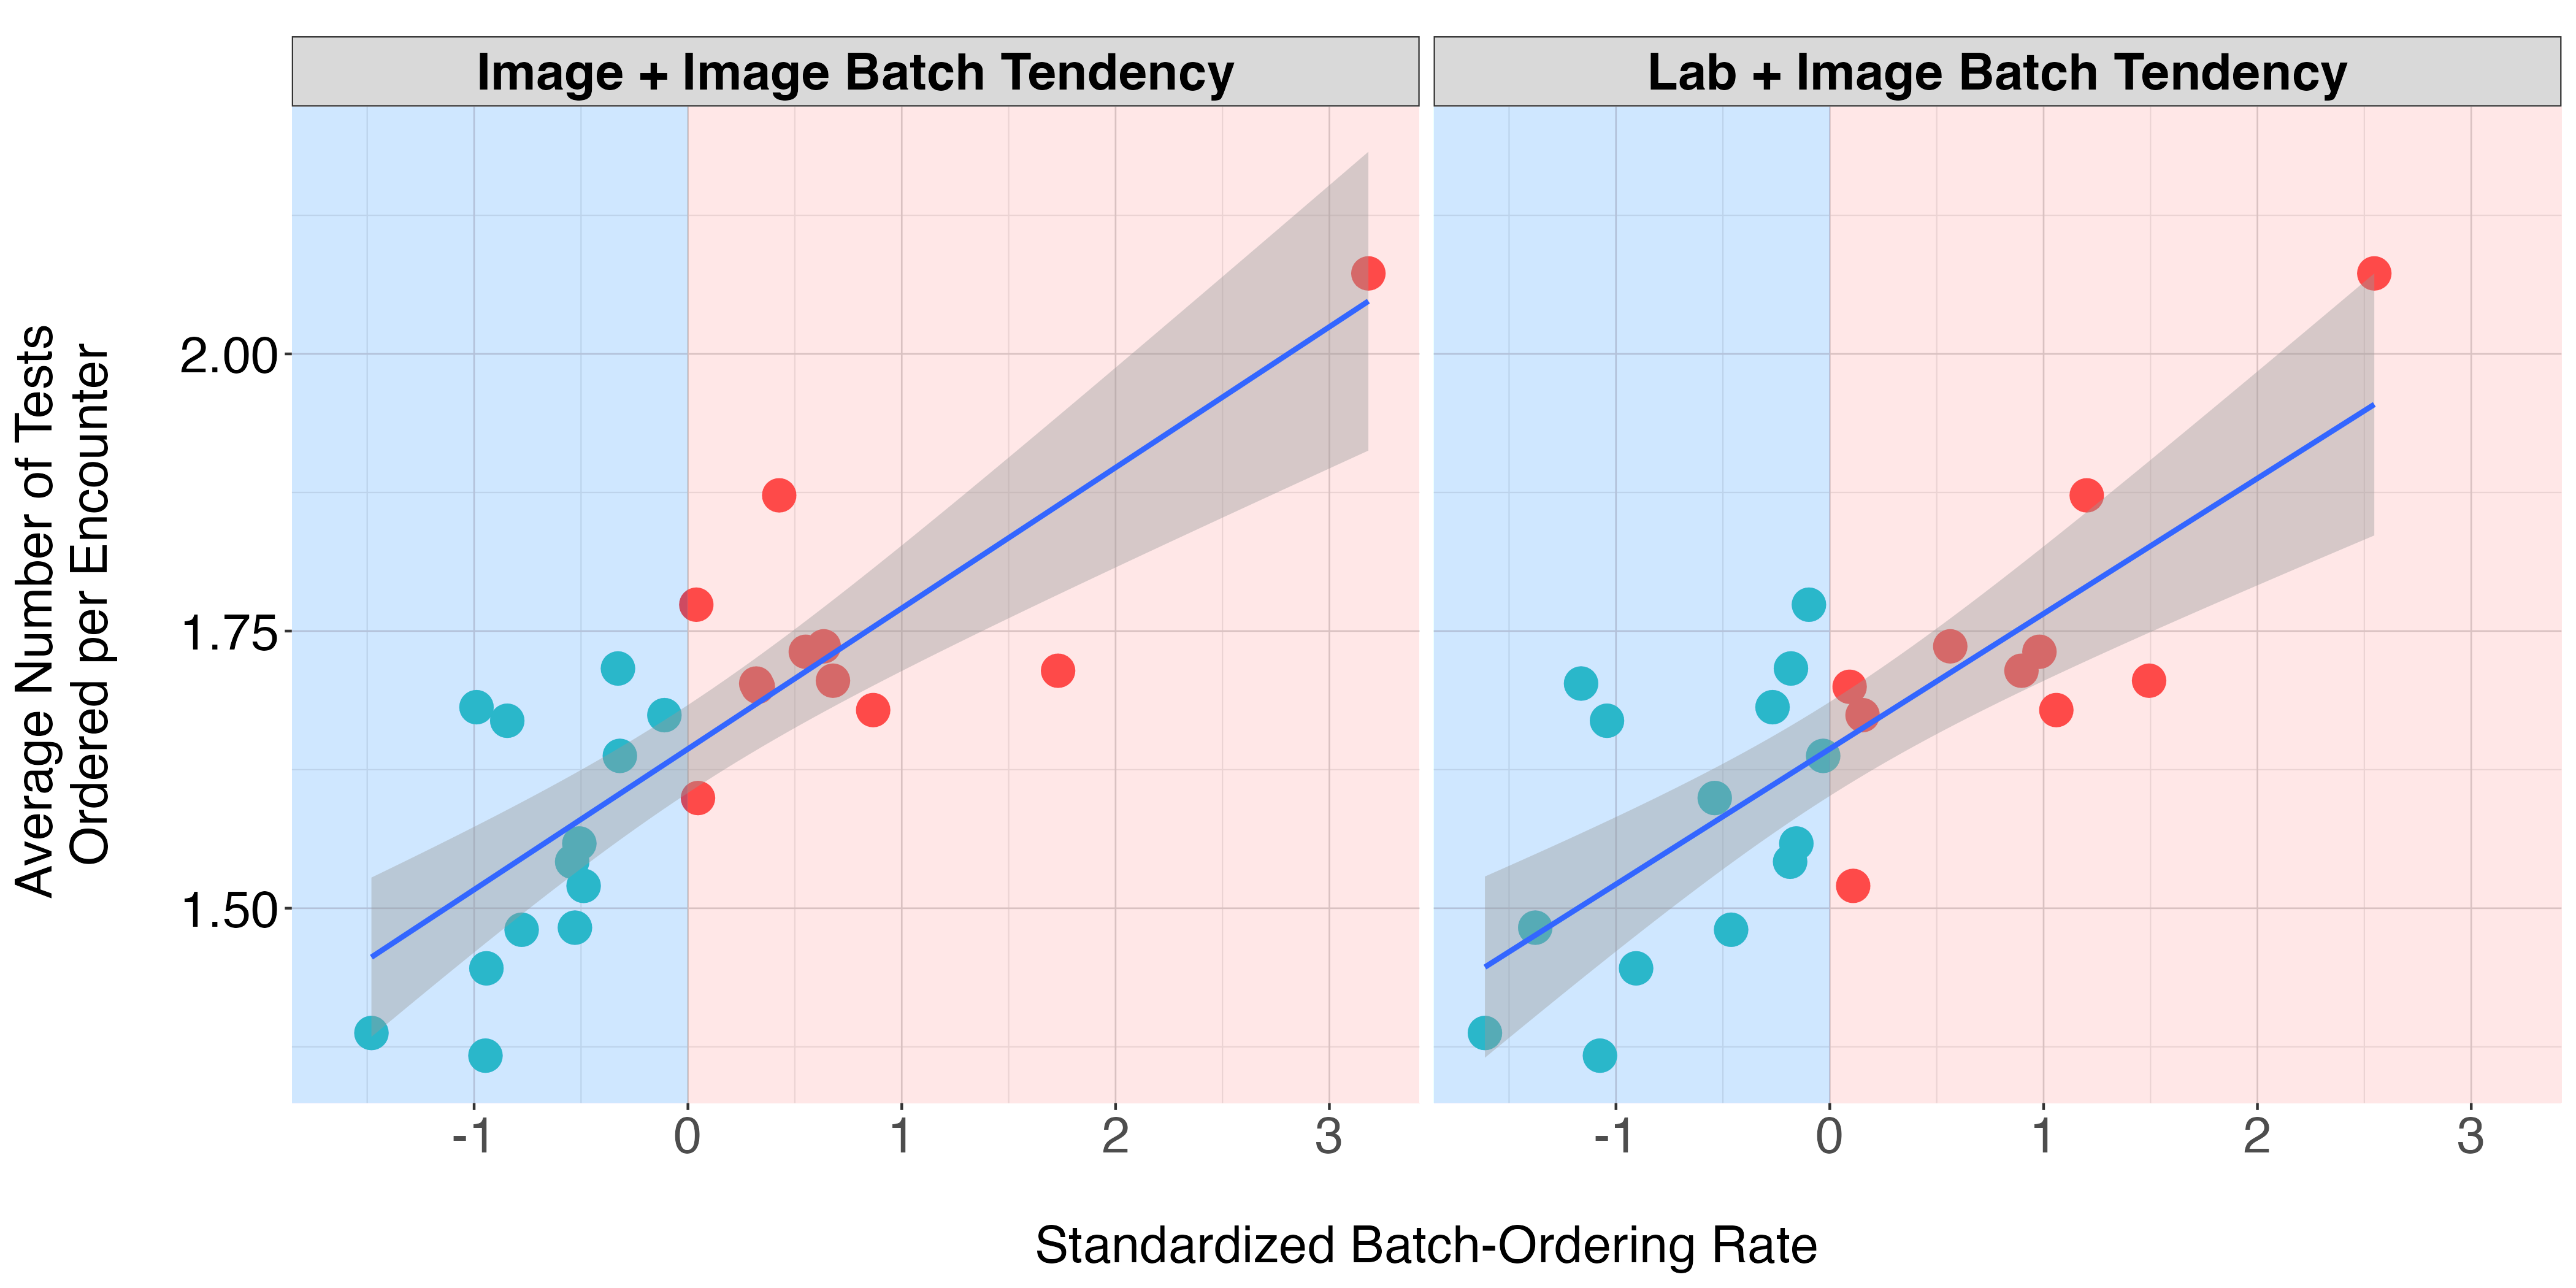 Image + Image Batch Tendency
Lab + Image Batch Tendency
Average Number of Tests
Ordered per Encounter
2.00
1.75
1.50
-1 0 1 2 3
-1 0 1 2 3
Standardized Batch-Ordering Rate